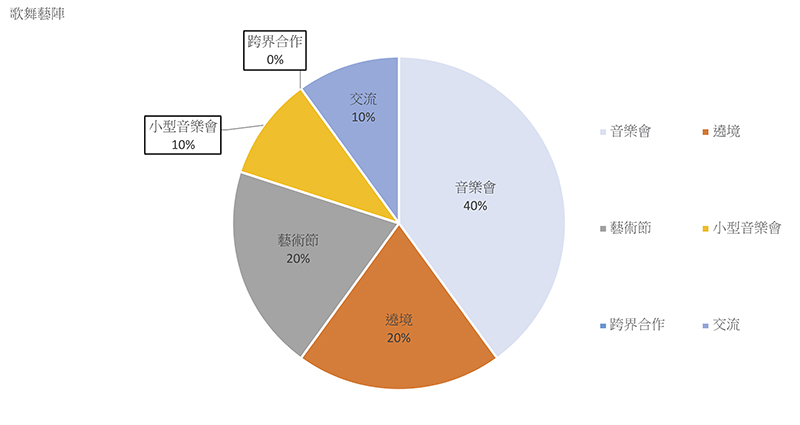 歌舞藝陣
跨界合作
0%
交流
10%
小型音樂會
10%
音樂會
40%
藝術節
20%
遶境
20%
音樂會
遶境
藝術節
小型音樂會
跨界合作
交流